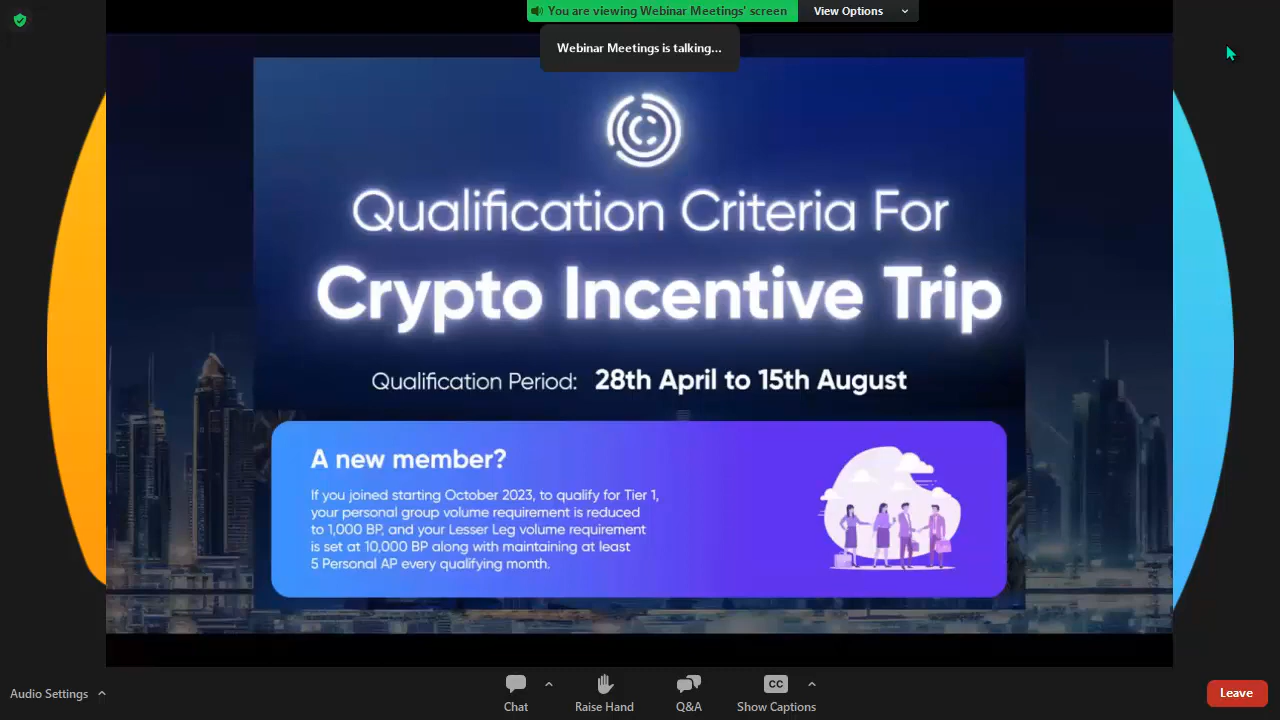 You are viewing Webinar Meetings' screen
View Options
Webinar Meetings is talking...
Qualification Criteria For
Crypto Incentive Trip
Qualification Period: 28th April to 15th August
A new member?
If you joined starting October 2023, to qualify for Tier 1,
your personal group volume requirement is reduced
to 1,000 BP, and your Lesser Leg volume requirement
is set at 10,000 BP along with maintaining at least
5 Personal AP every qualifying month.
Audio Settings
Chat
Raise Hand
Q&A
CC
Show Captions
Leave